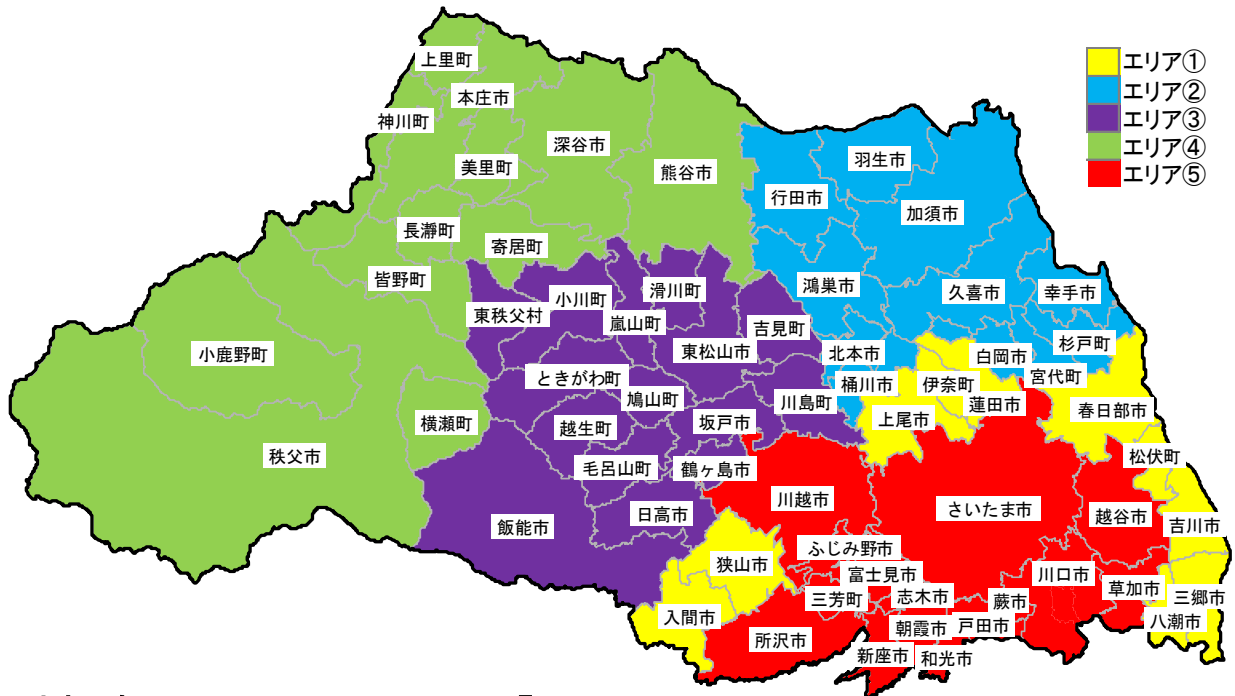 上里町
本庄市
神川町
深谷市
美里町
熊谷市
長瀞町
寄居町
皆野町
小鹿野町
秩父市
横瀬町
エリア①
エリア②
エリア③
エリア④
エリア⑤
羽生市
行田市
加須市
鴻巣市
久喜市
幸手市
杉戸町
北本市
白岡市
宮代町
桶川市
伊奈町
蓮田市
上尾市
春日部市
松伏町
東秩父村
小川町
滑川町
嵐山町
吉見町
東松山市
ときがわ町
鳩山町
川島町
越生町
坂戸市
毛呂山町
鶴ヶ島市
飯能市
日高市
川越市
さいたま市
越谷市
吉川市
狭山市
ふじみ野市
富士見市
川口市
三芳町
志木市
蕨市
草加市
三郷市
入間市
所沢市
朝霞市
戸田市
八潮市
新座市
和光市